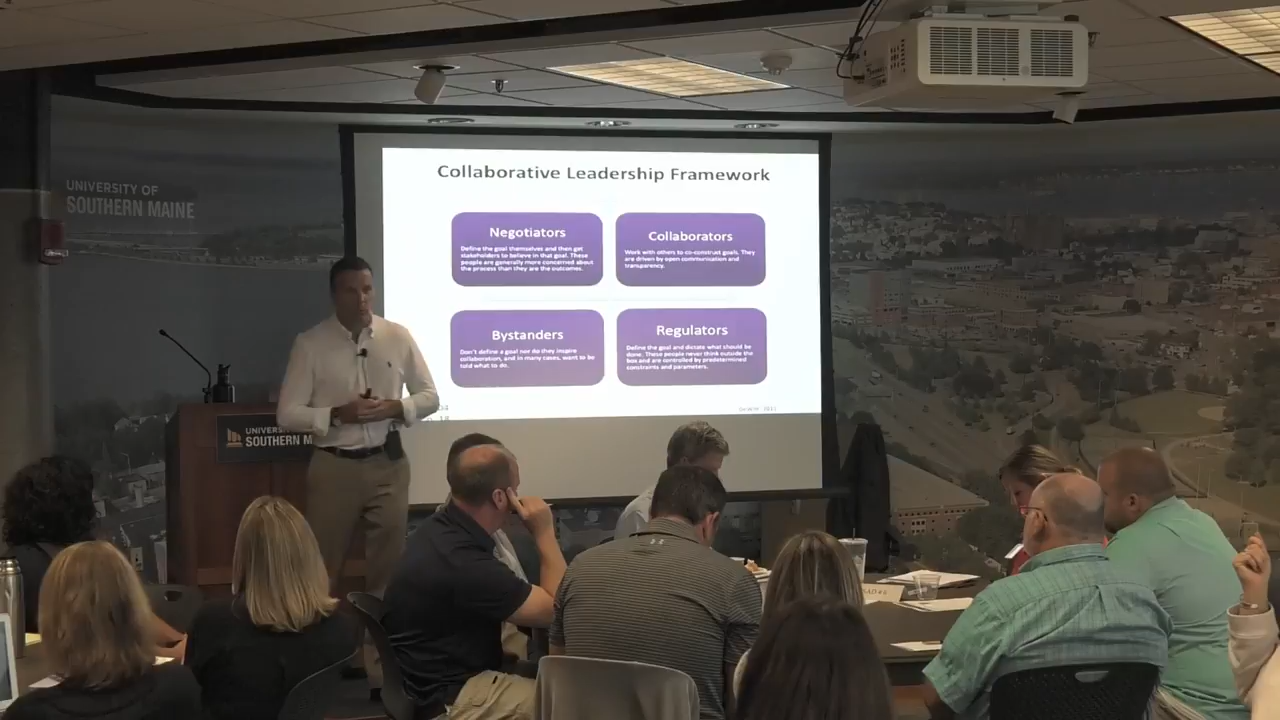 UNIVERSITY OF
SOUTHERN MAINE
Collaborative Leadership Framework
Negotiators
Define the goal themselves and then get
stakeholders to believe in that goal. These
people are generally more concerned about
the process than they are the outcomes.
Collaborators
Work with others to co-construct goals. They
are driven by open communication and
transparency.
Bystanders
Don't define a goal nor do they inspire
collaboration, and in many cases, want to be
told what to do.
Regulators
Define the goal and dictate what should be
done. These people never think outside the
box and are controlled by predetermined
constraints and parameters.
SOUTHERN M